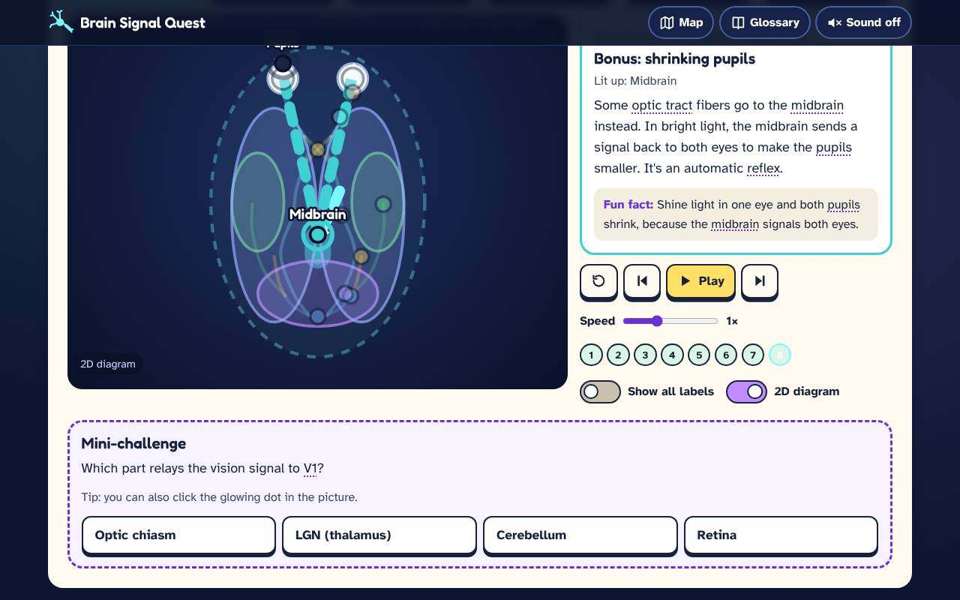 Brain Signal Quest
Map
Glossary
Sound off
Pupils
Midbrain
2D diagram
Bonus: shrinking pupils
Lit up: Midbrain
Some optic tract fibers go to the midbrain
instead. In bright light, the midbrain sends a
signal back to both eyes to make the pupils
smaller. It's an automatic reflex.
Fun fact: Shine light in one eye and both pupils
shrink, because the midbrain signals both eyes.
Play
Speed
1×
1 2 3 4 5 6 7 8
Show all labels
2D diagram
Mini-challenge
Which part relays the vision signal to V1?
Tip: you can also click the glowing dot in the picture.
Optic chiasm
LGN (thalamus)
Cerebellum
Retina